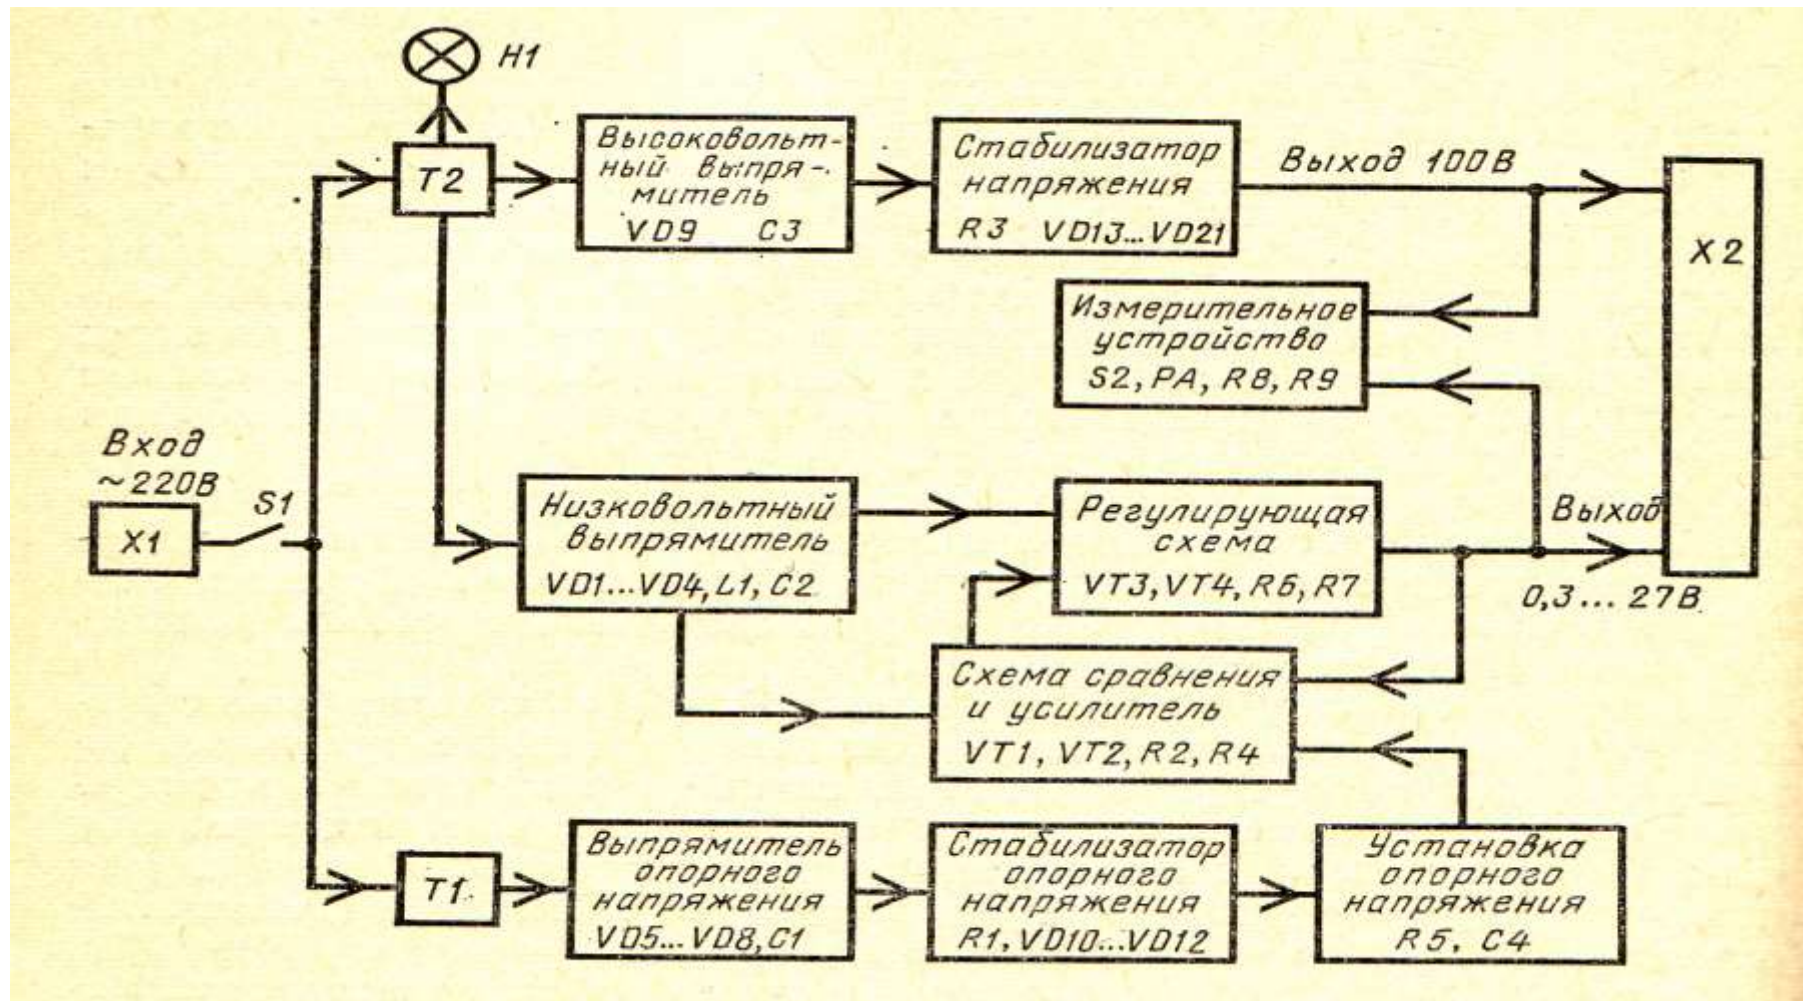 H1
T2
Высоковольт-
ный выпря-
митель
VD9 C3
Стабилизатор
напряжения
R3 VD13...VD21
Выход 100В
X2
Измерительное
устройство
S2, PA, R8, R9
Вход
~220В
X1
S1
Низковольтный
выпрямитель
VD1...VD4, L1, C2
Регулирующая
схема
VT3, VT4, R6, R7
Выход
0,3...27В
Схема сравнения
и усилитель
VT1, VT2, R2, R4
T1
Выпрямитель
опорного
напряжения
VD5...VD8, C1
Стабилизатор
опорного
напряжения
R1, VD10...VD12
Установка
опорного
напряжения
R5, C4